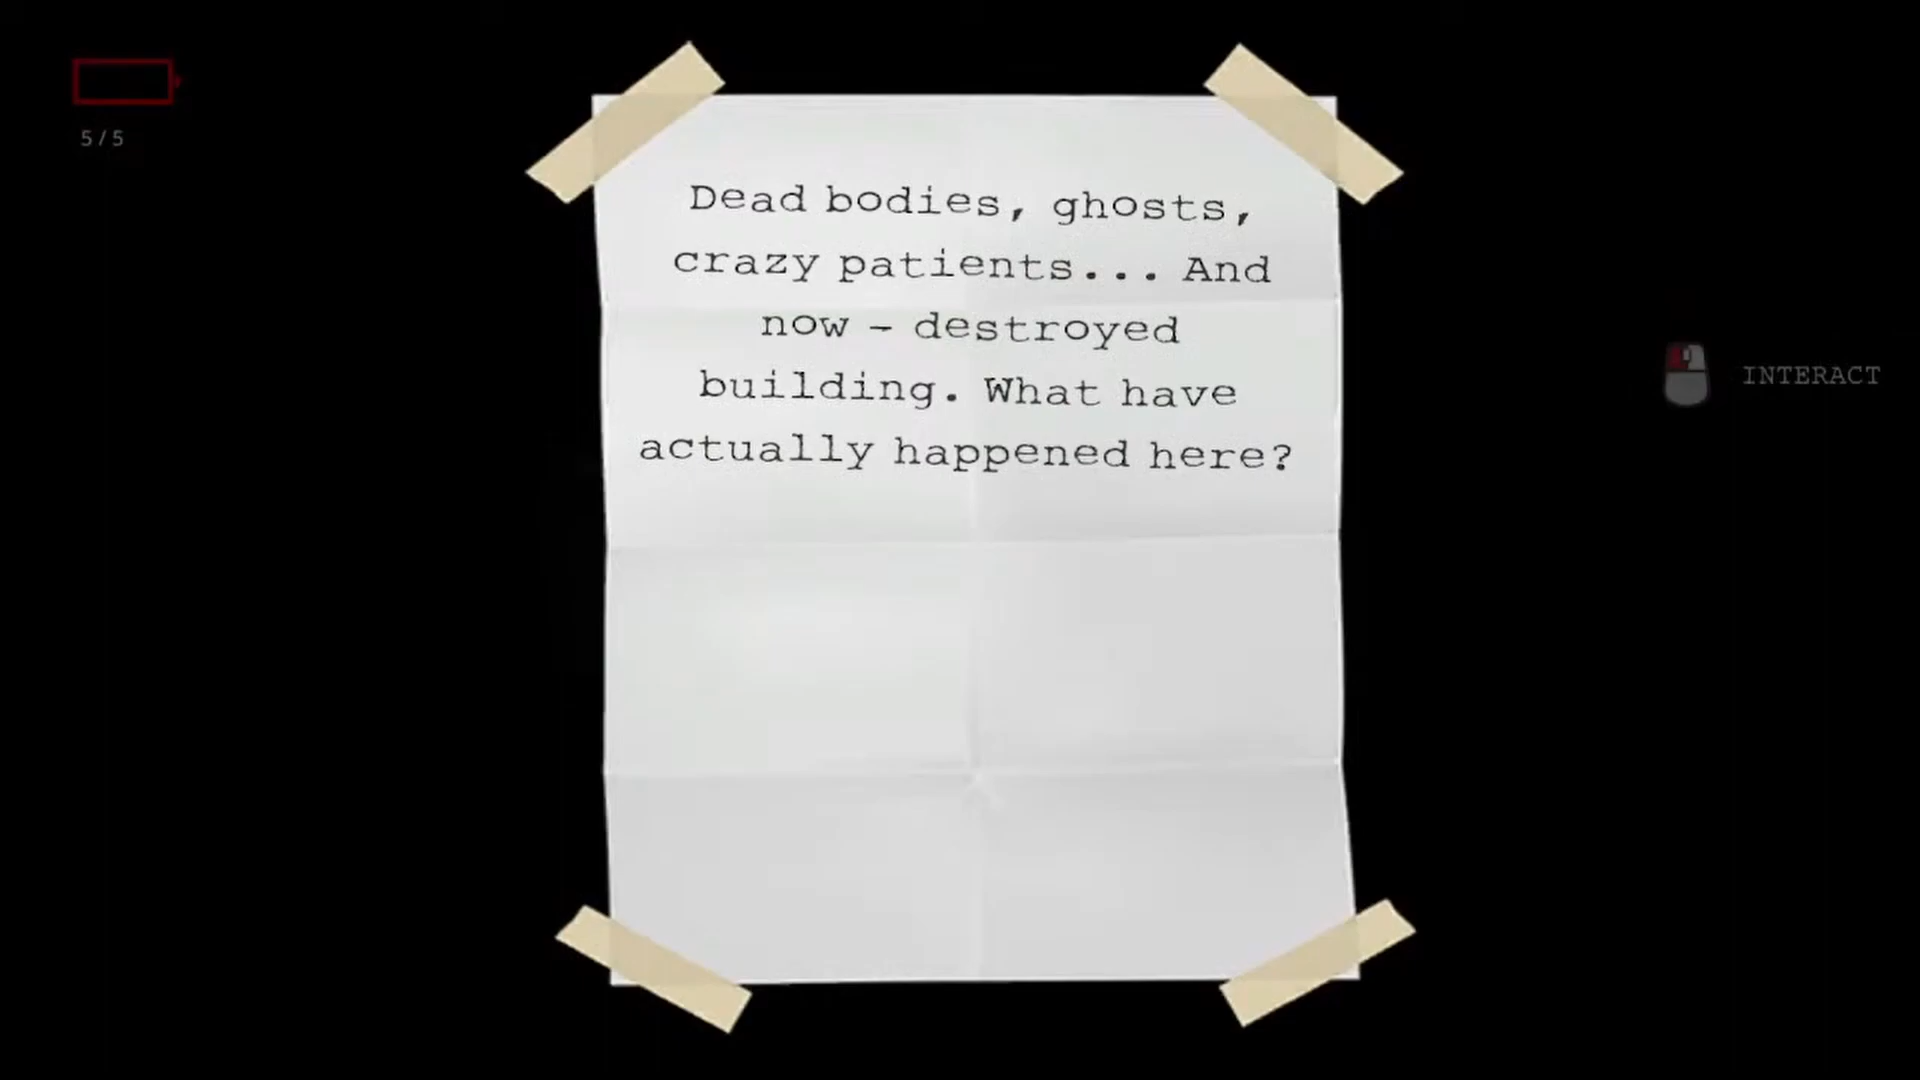 5/5
Dead bodies, ghosts,
crazy patients... And
now - destroyed
building. What have
actually happened here?
INTERACT